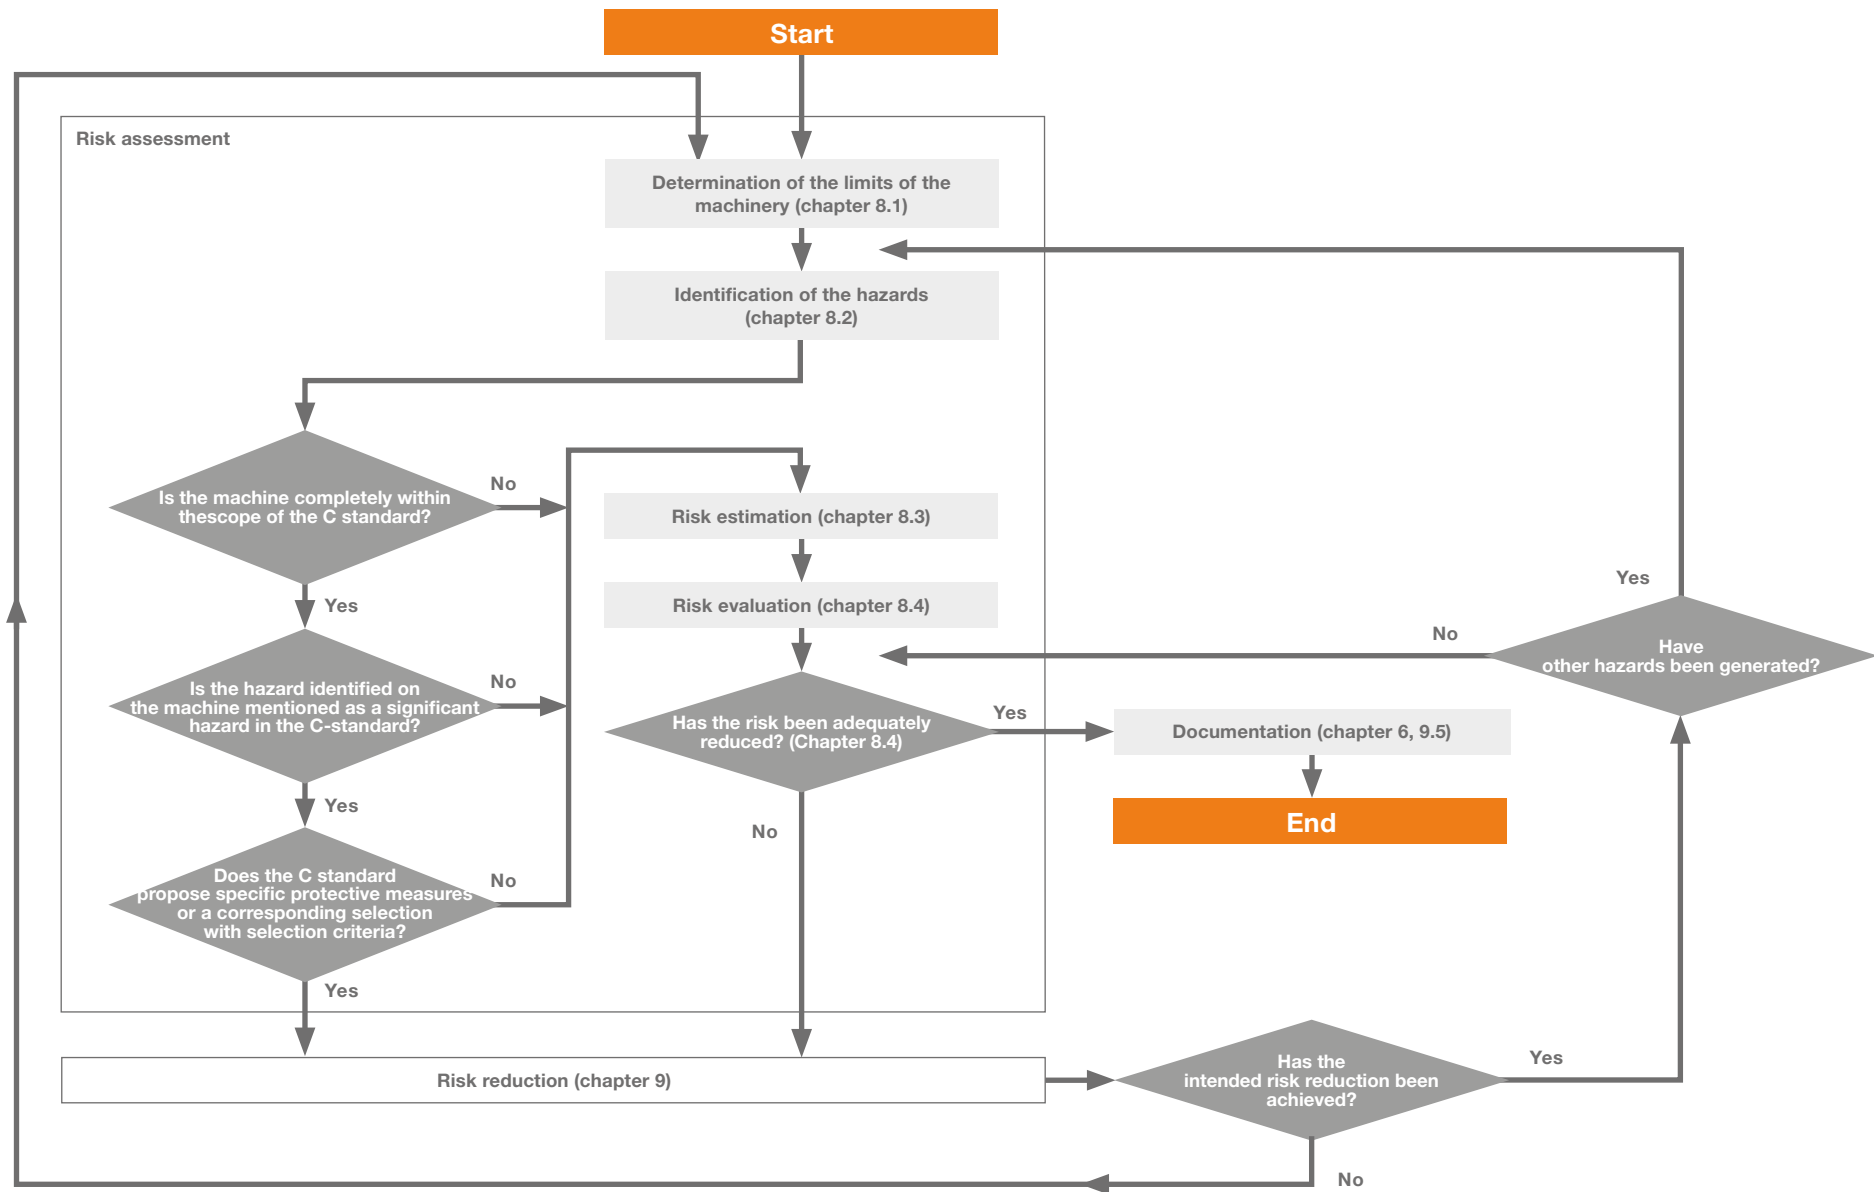 Start
Risk assessment
Determination of the limits of the
machinery (chapter 8.1)
Identification of the hazards
(chapter 8.2)
Is the machine completely within
thescope of the C standard?
No
Yes
Is the hazard identified on
the machine mentioned as a significant
hazard in the C-standard?
No
Yes
Does the C standard
propose specific protective measures
or a corresponding selection
with selection criteria?
No
Yes
Risk estimation (chapter 8.3)
Risk evaluation (chapter 8.4)
Has the risk been adequately
reduced? (Chapter 8.4)
Yes
No
Documentation (chapter 6, 9.5)
End
Risk reduction (chapter 9)
Has the
intended risk reduction been
achieved?
Yes
No
Have
other hazards been generated?
Yes
No